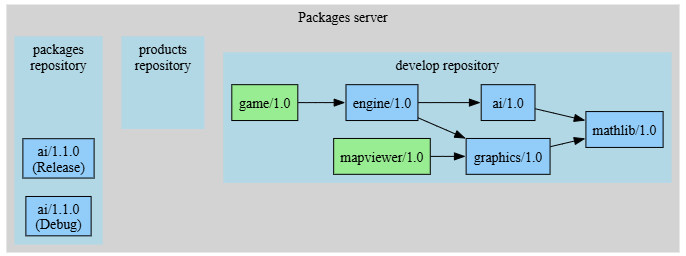 Packages server
packages
repository
ai/1.1.0
(Release)
ai/1.1.0
(Debug)
products
repository
develop repository
game/1.0
engine/1.0
ai/1.0
mathlib/1.0
mapviewer/1.0
graphics/1.0